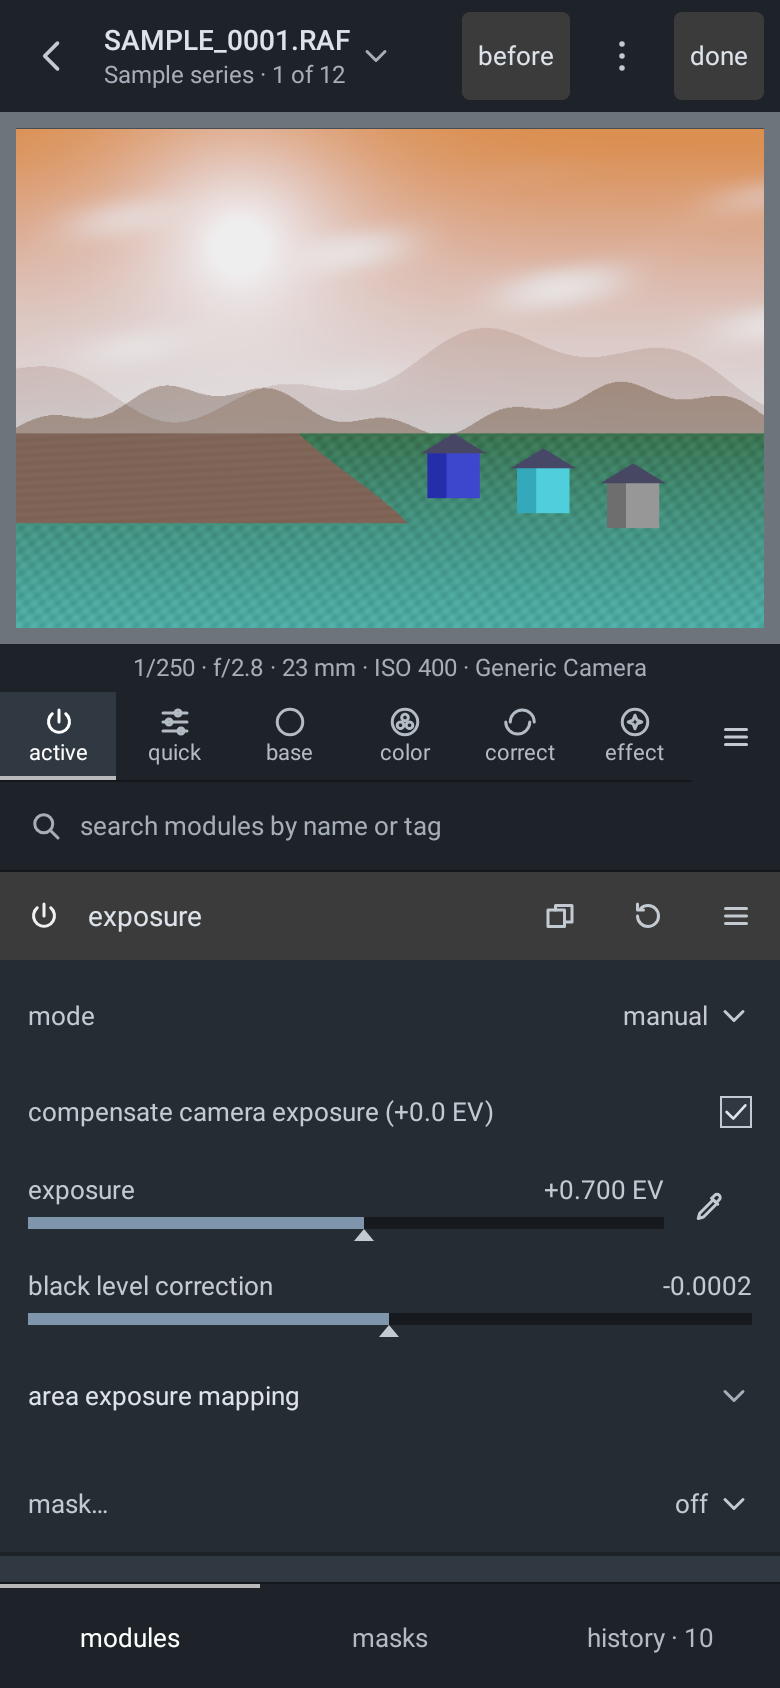 SAMPLE_0001.RAF
Sample series · 1 of 12
before
done
1/250 · f/2.8 · 23 mm · ISO 400 · Generic Camera
active
quick
base
color
correct
effect
search modules by name or tag
exposure
mode
manual
compensate camera exposure (+0.0 EV)
exposure
+0.700 EV
black level correction
-0.0002
area exposure mapping
mask...
off
modules
masks
history · 10